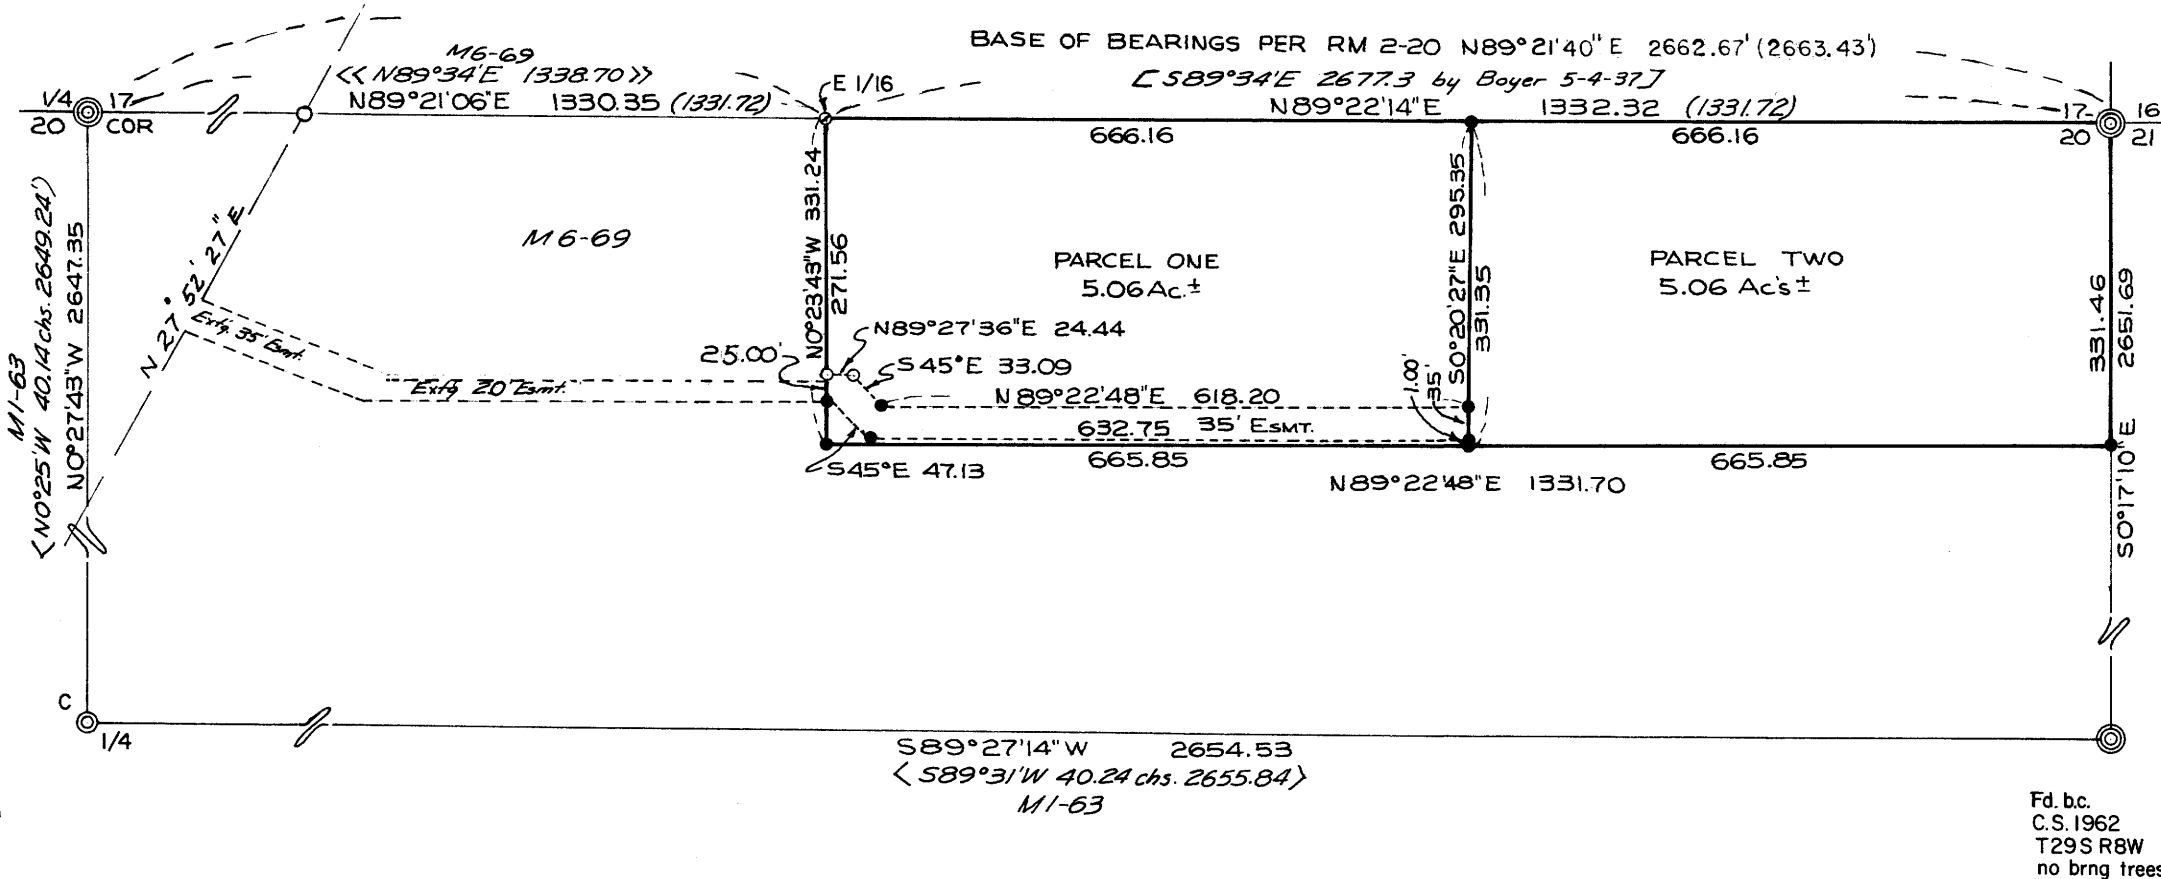 BASE OF BEARINGS PER RM 2-20 N89°21'40"E 2662.67' (2663.43')
M6-69
<< N89°34'E 1338.70 >>
[S89°34'E 2677.3 by Boyer 5-4-37]
E 1/16
N89°21'06"E 1330.35 (1331.72)
N89°22'14"E 1332.32 (1331.72)
1/4 17
20 COR
17 16
20 21
666.16
666.16
N0°23'43"W 331.24
271.56
S0°20'27"E 295.35
331.35
331.46
2651.69
S0°17'10"E
M1-63
<N0°25'W 40.14 chs. 2649.24'>
N0°27'43"W 2647.35
N 27° 52' 27" E
M6-69
PARCEL ONE
5.06 Ac.±
PARCEL TWO
5.06 Ac's±
Extg. 35' Esmt.
Extg 20' Esmt.
25.00'
N89°27'36"E 24.44
S45°E 33.09
N89°22'48"E 618.20
632.75 35' ESMT.
1.00'
35'
S45°E 47.13
665.85
665.85
N89°22'48"E 1331.70
C
1/4
S89°27'14"W 2654.53
<S89°31'W 40.24 chs. 2655.84>
M1-63
Fd. b.c.
C.S. 1962
T29S R8W
no brng trees